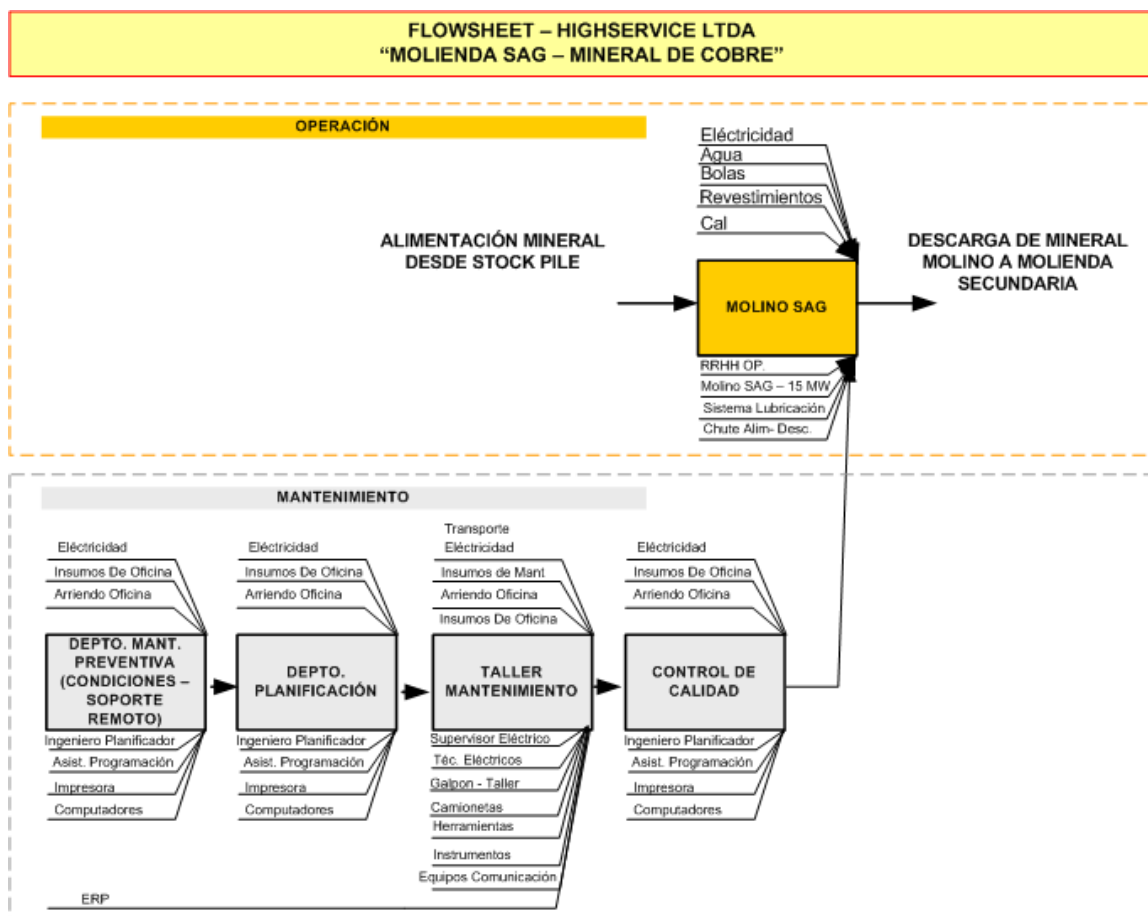 FLOWSHEET – HIGHSERVICE LTDA
“MOLIENDA SAG – MINERAL DE COBRE”
OPERACIÓN
Eléctricidad
Agua
Bolas
Revestimientos
Cal
ALIMENTACIÓN MINERAL
DESDE STOCK PILE
DESCARGA DE MINERAL
MOLINO A MOLIENDA
SECUNDARIA
MOLINO SAG
RRHH OP.
Molino SAG – 15 MW
Sistema Lubricación
Chute Alim- Desc.
MANTENIMIENTO
Eléctricidad
Insumos De Oficina
Arriendo Oficina
DEPTO. MANT.
PREVENTIVA
(CONDICIONES –
SOPORTE
REMOTO)
Ingeniero Planificador
Asist. Programación
Impresora
Computadores
Eléctricidad
Insumos De Oficina
Arriendo Oficina
DEPTO.
PLANIFICACIÓN
Ingeniero Planificador
Asist. Programación
Impresora
Computadores
Transporte
Eléctricidad
Insumos de Mant
Arriendo Oficina
Insumos De Oficina
TALLER
MANTENIMIENTO
Supervisor Eléctrico
Téc. Eléctricos
Galpon - Taller
Camionetas
Herramientas
Instrumentos
Equipos Comunicación
Eléctricidad
Insumos De Oficina
Arriendo Oficina
CONTROL DE
CALIDAD
Ingeniero Planificador
Asist. Programación
Impresora
Computadores
ERP